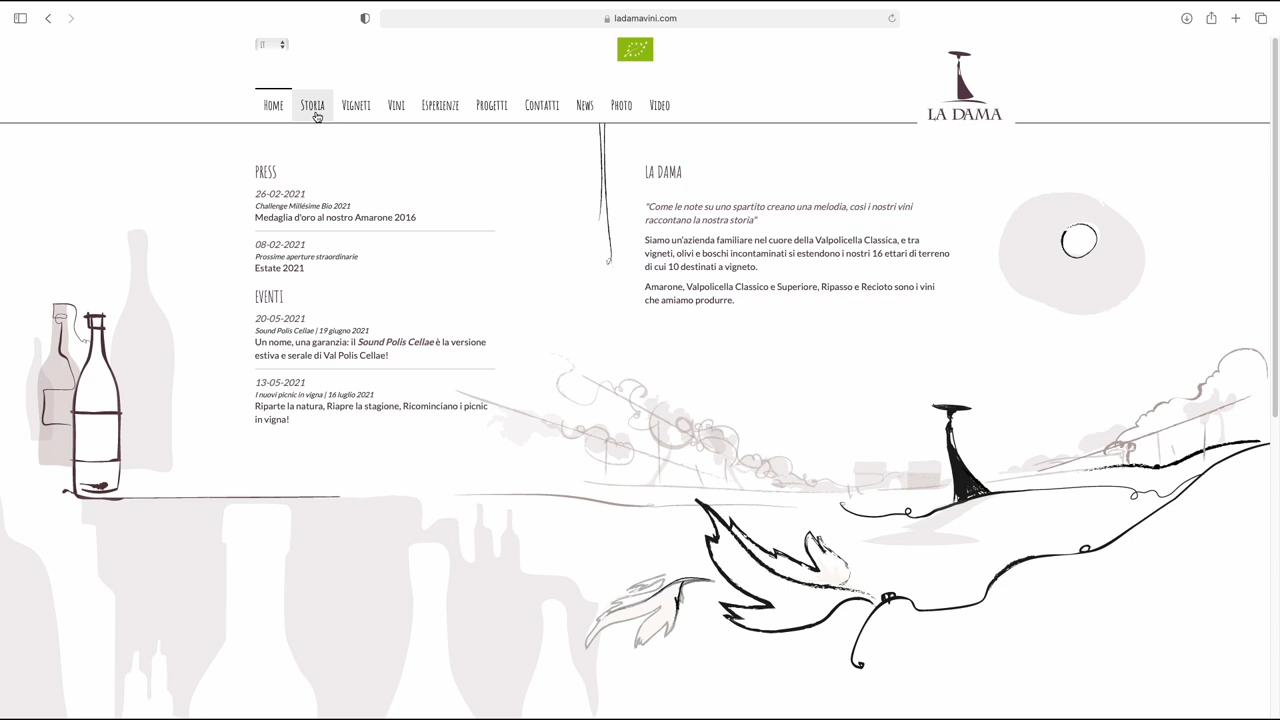 ladamavini.com
IT
LA DAMA
Home Storia Vigneti Vini Esperienze Progetti Contatti News Photo Video
PRESS
26-02-2021
Challenge Millésime Bio 2021
Medaglia d'oro al nostro Amarone 2016
08-02-2021
Prossime aperture straordinarie
Estate 2021
EVENTI
20-05-2021
Sound Polis Cellae | 19 giugno 2021
Un nome, una garanzia: il Sound Polis Cellae è la versione
estiva e serale di Val Polis Cellae!
13-05-2021
I nuovi picnic in vigna | 16 luglio 2021
Riparte la natura, Riapre la stagione, Ricominciano i picnic
in vigna!
LA DAMA
"Come le note su uno spartito creano una melodia, così i nostri vini
raccontano la nostra storia"
Siamo un'azienda familiare nel cuore della Valpolicella Classica, e tra
vigneti, olivi e boschi incontaminati si estendono i nostri 16 ettari di terreno
di cui 10 destinati a vigneto.
Amarone, Valpolicella Classico e Superiore, Ripasso e Recioto sono i vini
che amiamo produrre.